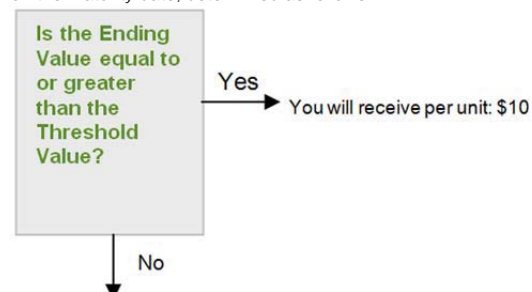 Is the Ending
Value equal to
or greater
than the
Threshold
Value?
Yes
You will receive per unit: $10
No